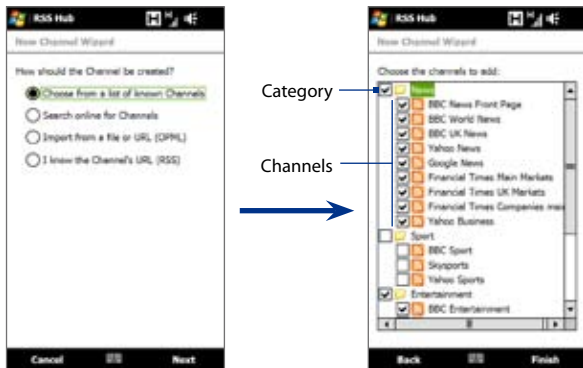 RSS Hub
New Channel Wizard
How should the Channel be created?
Choose from a list of known Channels
Search online for Channels
Import from a file or URL (OPML)
I know the Channel's URL (RSS)
Cancel
Next
Category
Channels
RSS Hub
New Channel Wizard
Choose the channels to add:
News
BBC News Front Page
BBC World News
BBC UK News
Yahoo News
Google News
Financial Times Main Markets
Financial Times UK Markets
Financial Times Companies mai
Yahoo Business
Sport
BBC Sport
Skysports
Yahoo Sports
Entertainment
BBC Entertainment
Back
Finish